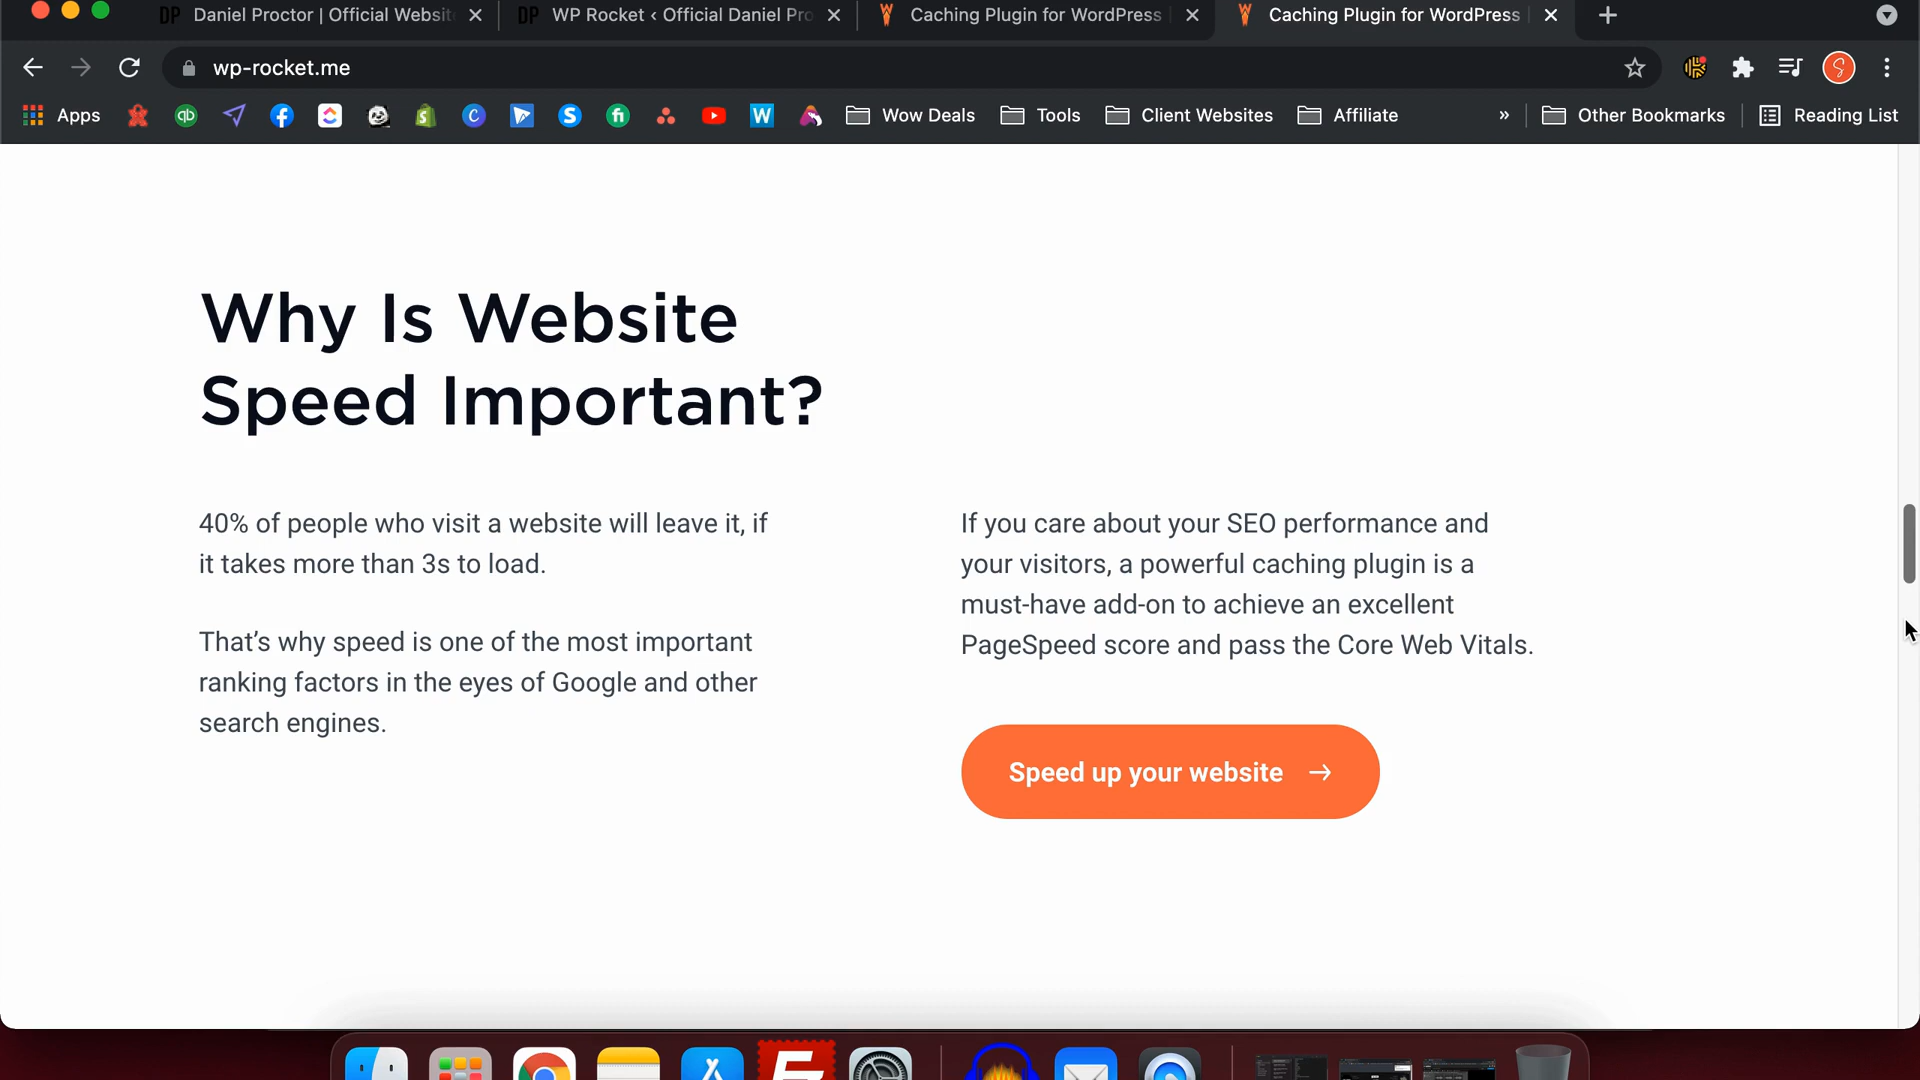 DP Daniel Proctor | Official Websit
DP WP Rocket ‹ Official Daniel Pro
Caching Plugin for WordPress
Caching Plugin for WordPress
wp-rocket.me
Apps
Wow Deals
Tools
Client Websites
Affiliate
»
Other Bookmarks
Reading List
Why Is Website
Speed Important?
40% of people who visit a website will leave it, if
it takes more than 3s to load.
That’s why speed is one of the most important
ranking factors in the eyes of Google and other
search engines.
If you care about your SEO performance and
your visitors, a powerful caching plugin is a
must-have add-on to achieve an excellent
PageSpeed score and pass the Core Web Vitals.
Speed up your website →